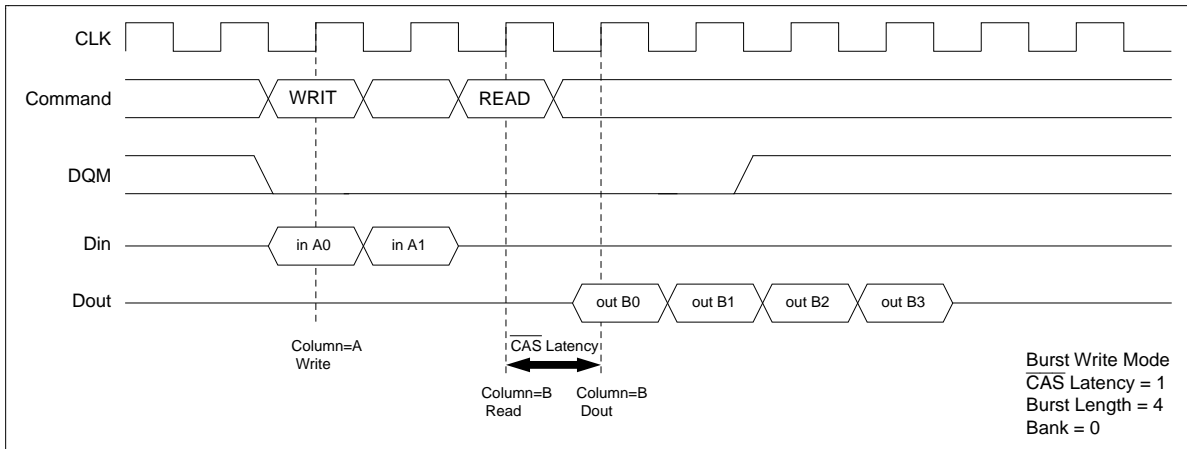 CLK
Command
WRIT
READ
DQM
Din
in A0
in A1
Dout
out B0
out B1
out B2
out B3
Column=A
Write
CAS Latency
Column=B
Read
Column=B
Dout
Burst Write Mode
CAS Latency = 1
Burst Length = 4
Bank = 0